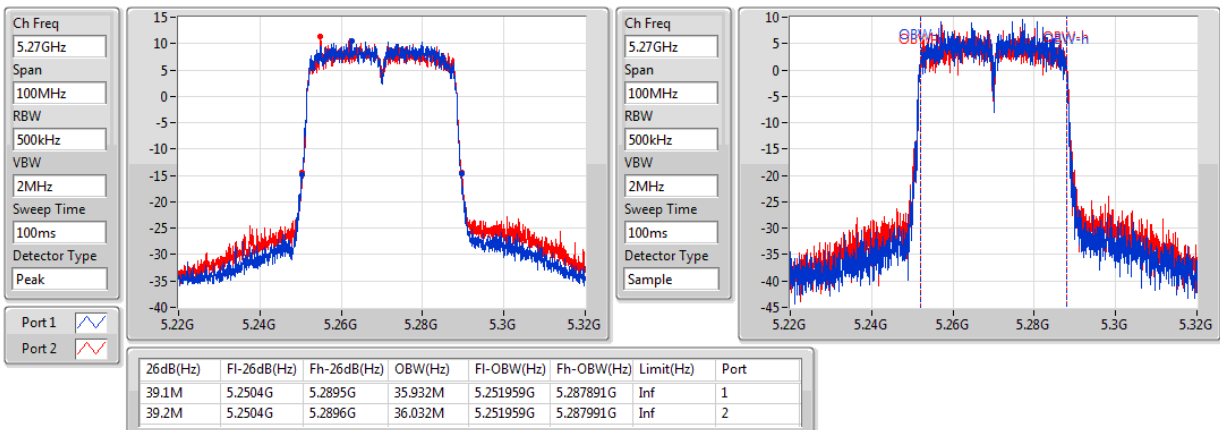 Ch Freq
5.27GHz
Span
100MHz
RBW
500kHz
VBW
2MHz
Sweep Time
100ms
Detector Type
Peak
Port 1
Port 2
15
10
5
0
-5
-10
-15
-20
-25
-30
-35
-40
5.22G 5.24G 5.26G 5.28G 5.3G 5.32G
Ch Freq
5.27GHz
Span
100MHz
RBW
500kHz
VBW
2MHz
Sweep Time
100ms
Detector Type
Sample
10
5
0
-5
-10
-15
-20
-25
-30
-35
-40
-45
OBW-h
5.22G 5.24G 5.26G 5.28G 5.3G 5.32G
26dB(Hz) Fl-26dB(Hz) Fh-26dB(Hz) OBW(Hz) Fl-OBW(Hz) Fh-OBW(Hz) Limit(Hz) Port
39.1M 5.2504G 5.2895G 35.932M 5.251959G 5.287891G Inf 1
39.2M 5.2504G 5.2896G 36.032M 5.251959G 5.287991G Inf 2